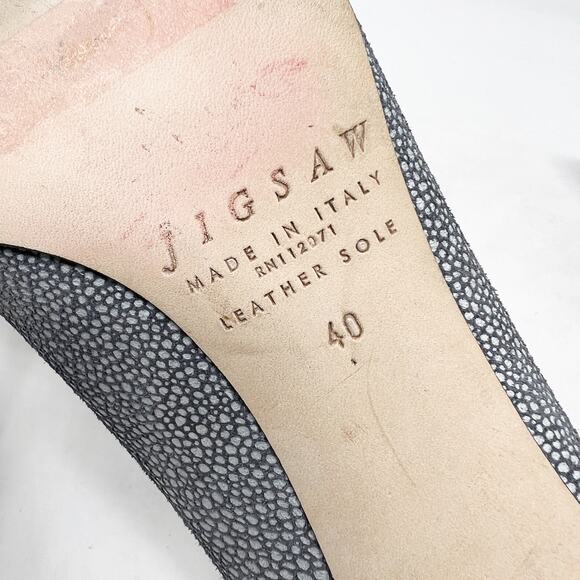 JIGSAW
MADE IN ITALY
RN112071
LEATHER SOLE
40